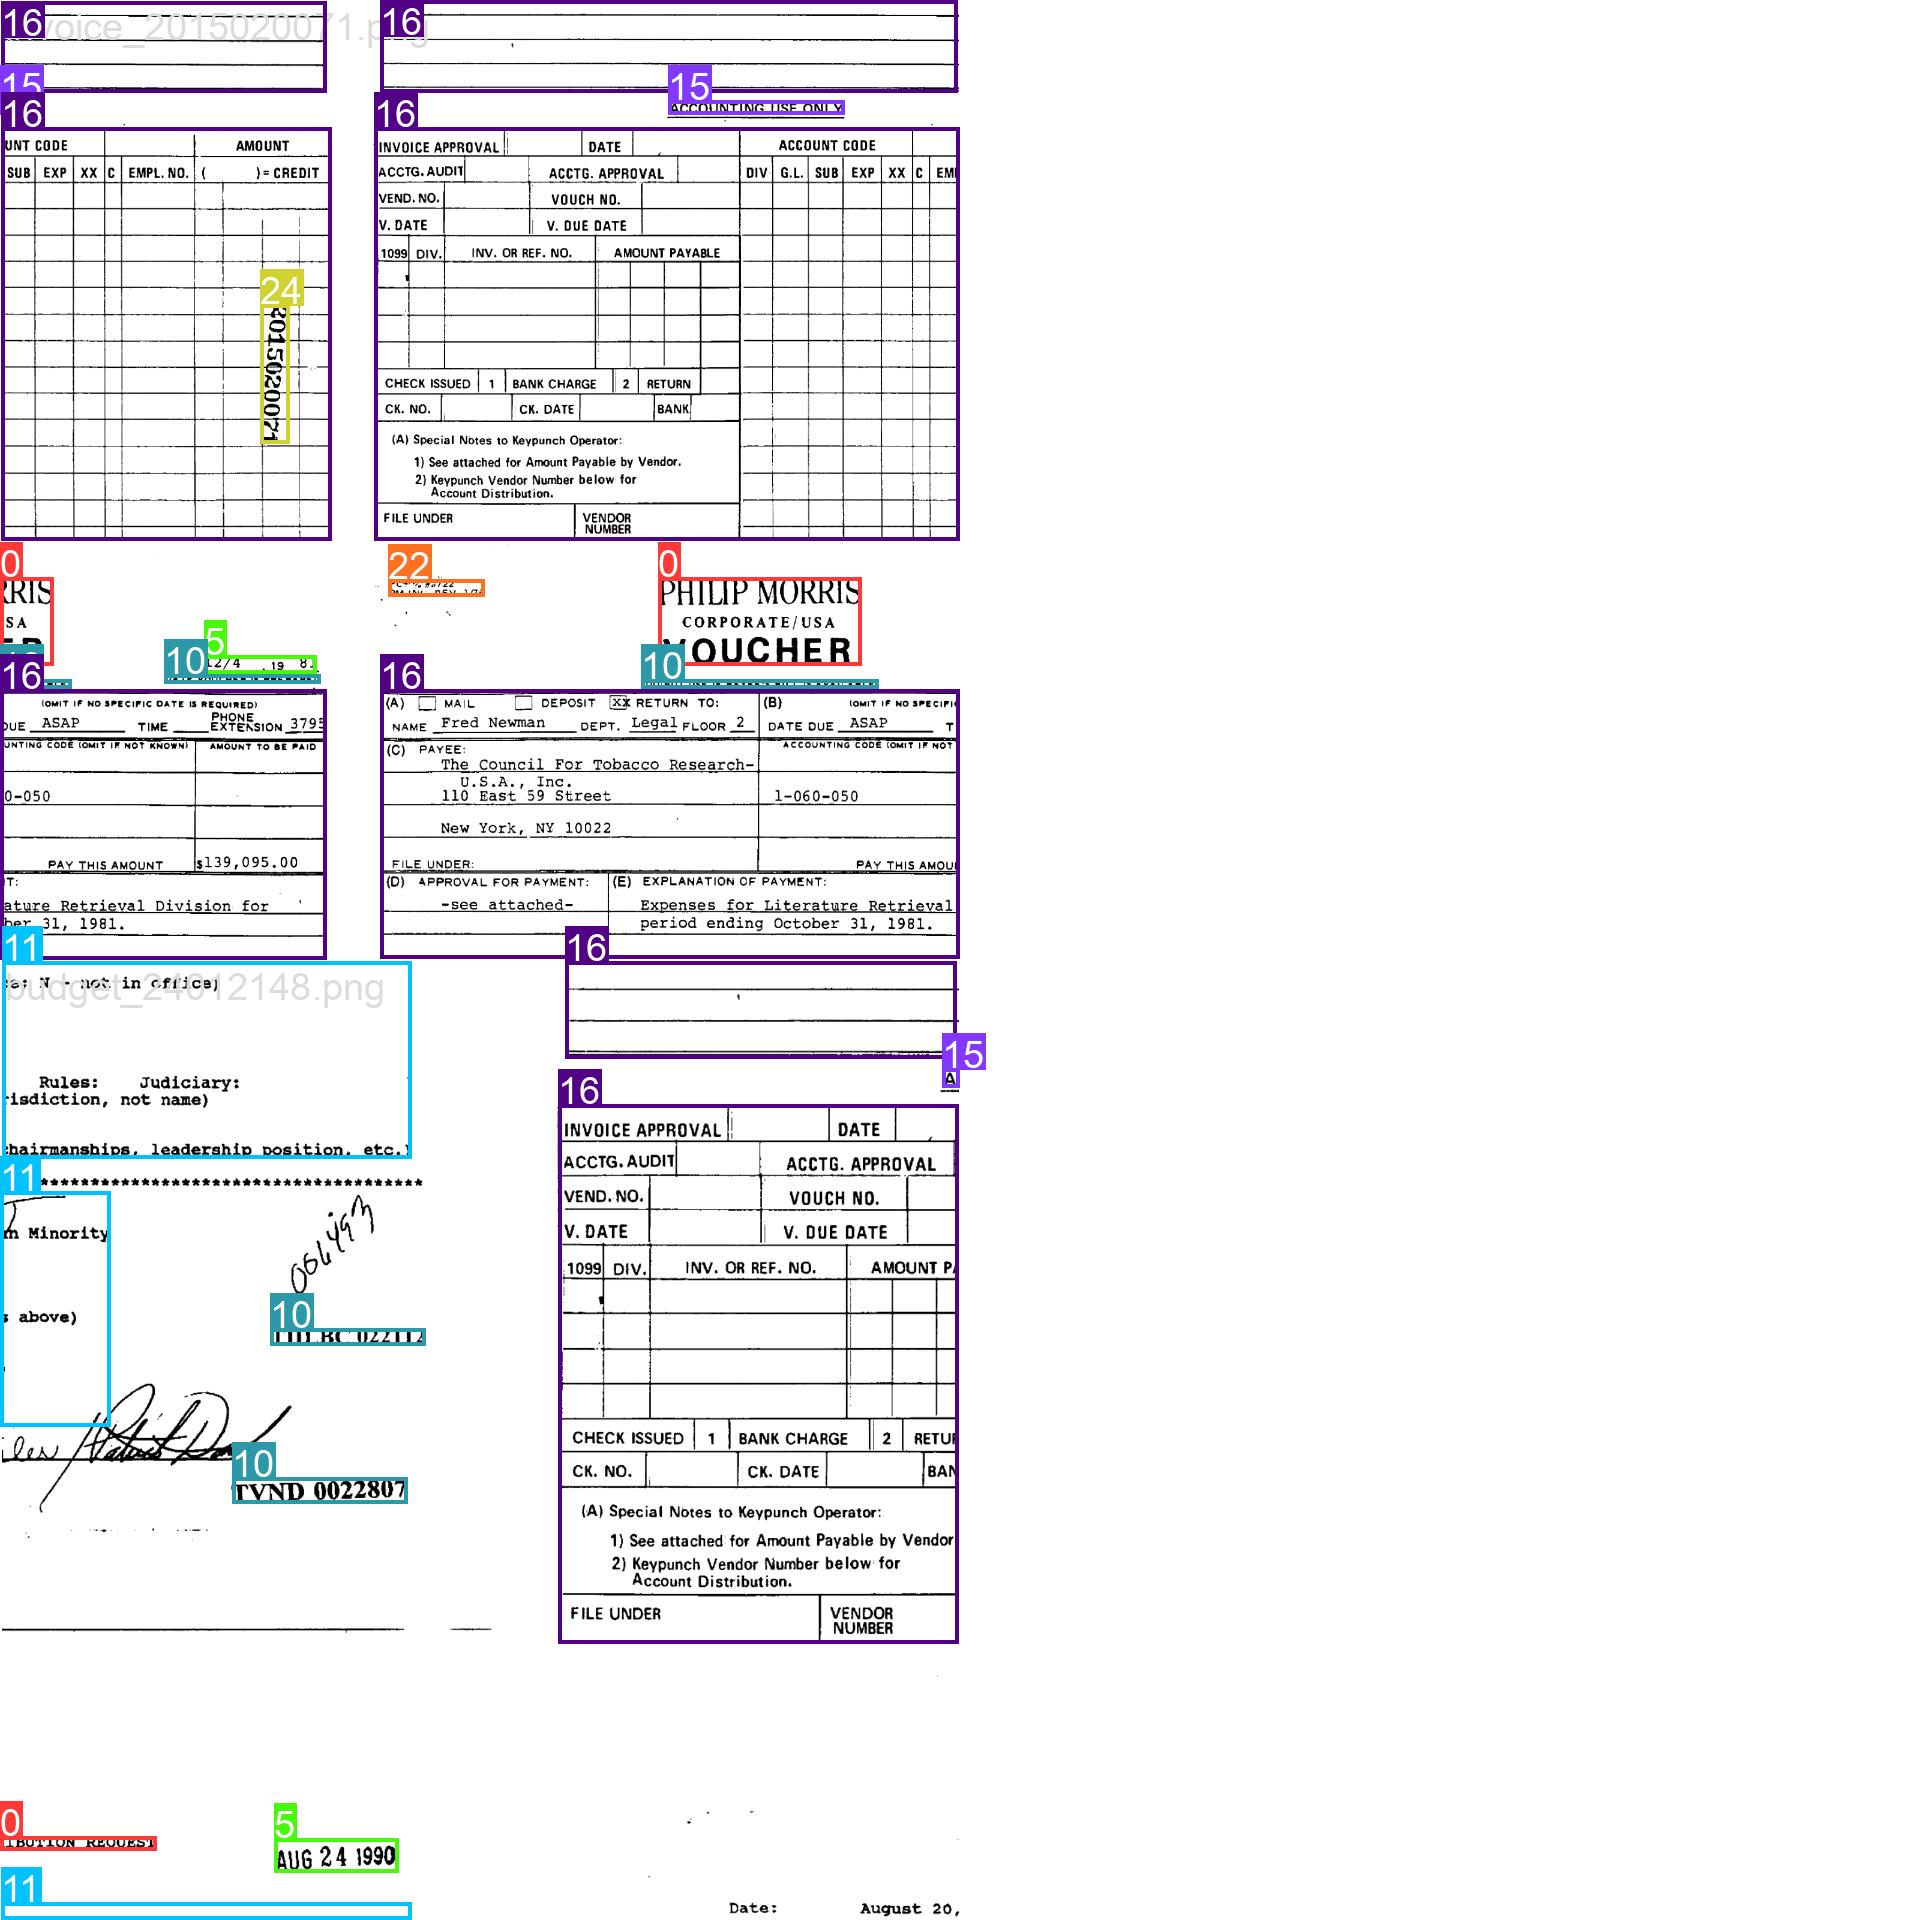 16
voice_2015020071.png
16
15
15
ACCOUNTING USE ONLY
16
16
UNT CODE AMOUNT
SUB EXP XX C EMPL. NO. ( )= CREDIT
24
2015020071
INVOICE APPROVAL DATE ACCOUNT CODE
ACCTG. AUDIT ACCTG. APPROVAL DIV G.L. SUB EXP XX C EM
VEND. NO. VOUCH NO.
V. DATE V. DUE DATE
1099 DIV. INV. OR REF. NO. AMOUNT PAYABLE
CHECK ISSUED 1 BANK CHARGE 2 RETURN
CK. NO. CK. DATE BANK
(A) Special Notes to Keypunch Operator:
1) See attached for Amount Payable by Vendor.
2) Keypunch Vendor Number below for
Account Distribution.
FILE UNDER VENDOR
NUMBER
0
RRIS
SA
5
10
12/4 , 19 81
22
0
PHILIP MORRIS
CORPORATE/USA
VOUCHER
10
16
(OMIT IF NO SPECIFIC DATE IS REQUIRED)
DUE ASAP TIME PHONE
EXTENSION 3795
UNTING CODE (OMIT IF NOT KNOWN) AMOUNT TO BE PAID
0-050
PAY THIS AMOUNT $139,095.00
T:
ature Retrieval Division for
ber 31, 1981.
16
(A) MAIL DEPOSIT XX RETURN TO: (B) (OMIT IF NO SPECIFI
NAME Fred Newman DEPT. Legal FLOOR 2 DATE DUE ASAP T
(C) PAYEE: ACCOUNTING CODE (OMIT IF NOT
The Council For Tobacco Research-
U.S.A., Inc.
110 East 59 Street 1-060-050
New York, NY 10022
FILE UNDER: PAY THIS AMOU
(D) APPROVAL FOR PAYMENT: (E) EXPLANATION OF PAYMENT:
-see attached- Expenses for Literature Retrieval
period ending October 31, 1981.
11
budget_24012148.png
N - not in office)
Rules: Judiciary:
risdiction, not name)
chairmanships, leadership position, etc.)
11
**************************************
n Minority
064493
s above)
10
TID BC 022112
10
TVND 0022807
16
15
A
16
INVOICE APPROVAL DATE
ACCTG. AUDIT ACCTG. APPROVAL
VEND. NO. VOUCH NO.
V. DATE V. DUE DATE
1099 DIV. INV. OR REF. NO. AMOUNT PA
CHECK ISSUED 1 BANK CHARGE 2 RETU
CK. NO. CK. DATE BAN
(A) Special Notes to Keypunch Operator:
1) See attached for Amount Payable by Vendor
2) Keypunch Vendor Number below for
Account Distribution.
FILE UNDER VENDOR
NUMBER
0
IBUTION REQUEST
5
AUG 24 1990
11
Date: August 20,